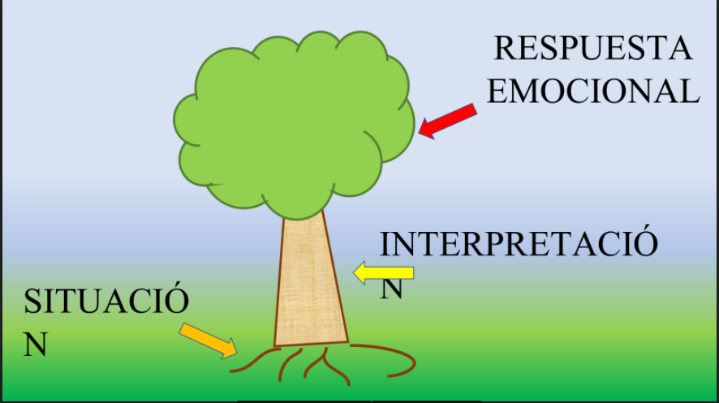 RESPUESTA
EMOCIONAL
INTERPRETACIÓ
N
SITUACIÓ
N